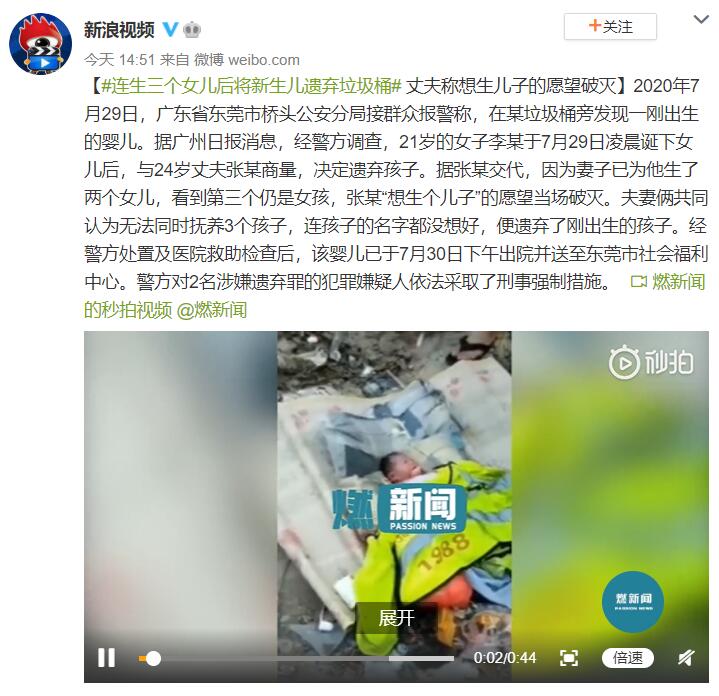 新浪视频
+关注
今天 14:51 来自 微博 weibo.com
【#连生三个女儿后将新生儿遗弃垃圾桶# 丈夫称想生儿子的愿望破灭】2020年7
月29日，广东省东莞市桥头公安分局接群众报警称，在某垃圾桶旁发现一刚出生
的婴儿。据广州日报消息，经警方调查，21岁的女子李某于7月29日凌晨诞下女
儿后，与24岁丈夫张某商量，决定遗弃孩子。据张某交代，因为妻子已为他生了
两个女儿，看到第三个仍是女孩，张某“想生个儿子”的愿望当场破灭。夫妻俩共同
认为无法同时抚养3个孩子，连孩子的名字都没想好，便遗弃了刚出生的孩子。经
警方处置及医院救助检查后，该婴儿已于7月30日下午出院并送至东莞市社会福利
中心。警方对2名涉嫌遗弃罪的犯罪嫌疑人依法采取了刑事强制措施。 燃新闻
的秒拍视频 @燃新闻
秒拍
燃新闻
PASSION NEWS
1988
燃新闻
PASSION NEWS
展开
0:02/0:44
倍速